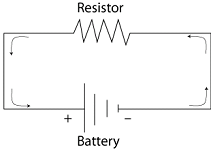 Resistor
+ −
Battery